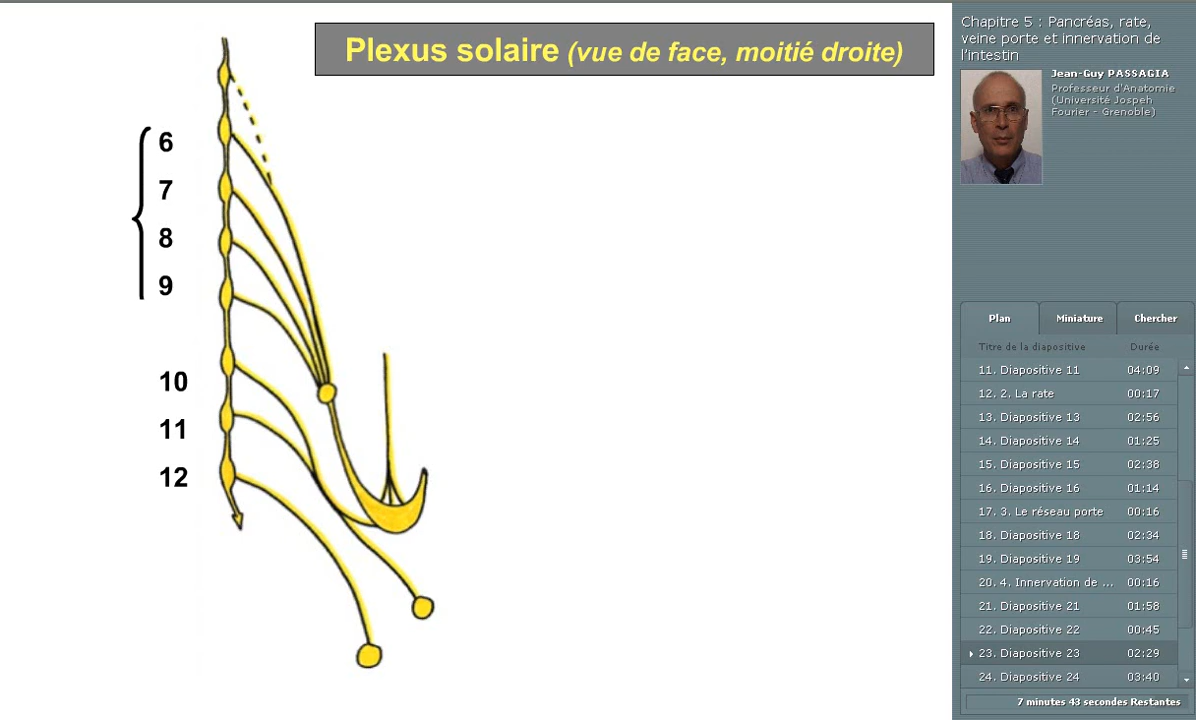 Plexus solaire (vue de face, moitié droite)
6
7
8
9
10
11
12
Chapitre 5 : Pancréas, rate,
veine porte et innervation de
l'intestin
Jean-Guy PASSAGIA
Professeur d'Anatomie
(Université Jospeh
Fourier - Grenoble)
Plan Miniature Chercher
Titre de la diapositive Durée
11. Diapositive 11 04:09
12. 2. La rate 00:17
13. Diapositive 13 02:56
14. Diapositive 14 01:25
15. Diapositive 15 02:38
16. Diapositive 16 01:14
17. 3. Le réseau porte 00:16
18. Diapositive 18 02:34
19. Diapositive 19 03:54
20. 4. Innervation de ... 00:16
21. Diapositive 21 01:58
22. Diapositive 22 00:45
23. Diapositive 23 02:29
24. Diapositive 24 03:40
7 minutes 43 secondes Restantes